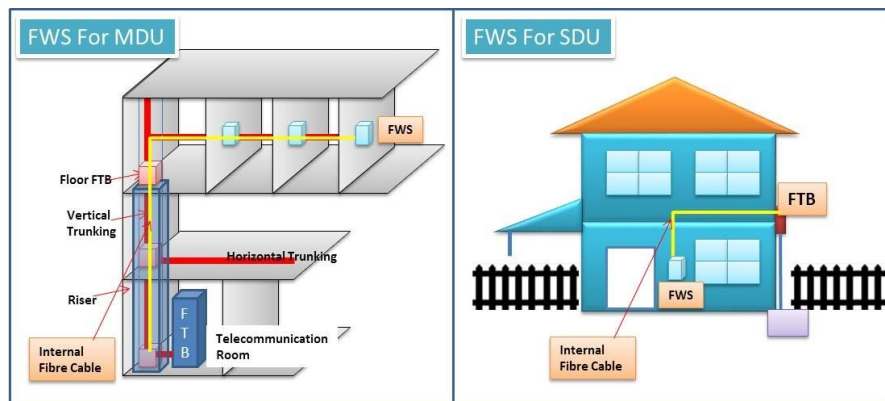 FWS For MDU
FWS
Floor FTB
Vertical
Trunking
Horizontal Trunking
Riser
F
T
B
Telecommunication
Room
Internal
Fibre Cable
FWS For SDU
FTB
FWS
Internal
Fibre Cable